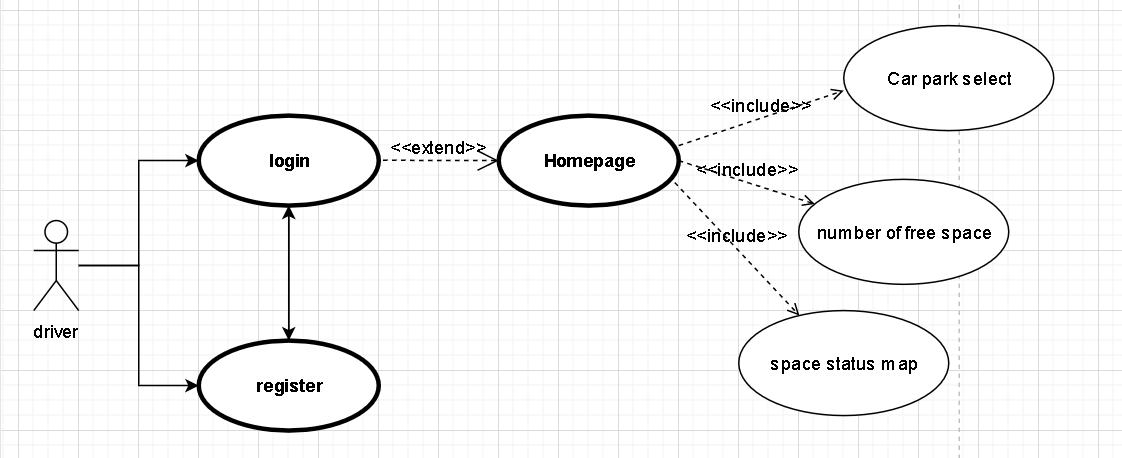 Car park select
<<include>>
<<extend>>
login
Homepage
<<include>>
number of free space
<<include>>
driver
space status map
register